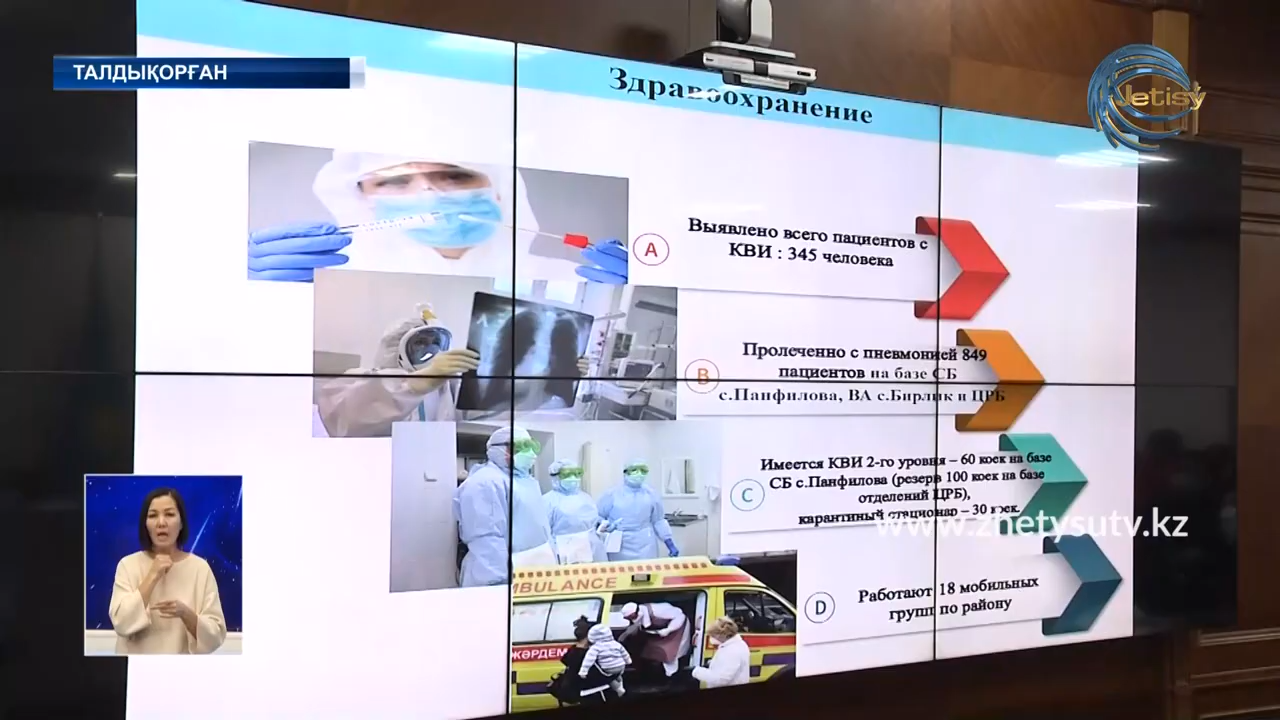 ТАЛДЫҚОРҒАН
Jetisy
Здравоохранение
A
Выявлено всего пациентов с
КВИ : 345 человека
B
Пролеченно с пневмонией 849
пациентов на базе СБ
с.Панфилова, ВА с.Бирлик и ЦРБ
C
Имеется КВИ 2-го уровня – 60 коек на базе
СБ с.Панфилова (резерв 100 коек на базе
отделений ЦРБ),
карантиный стационар – 30 коек.
www.zhetysutv.kz
AMBULANCE
ЖӘРДЕМ
D
Работают 18 мобильных
групп по району